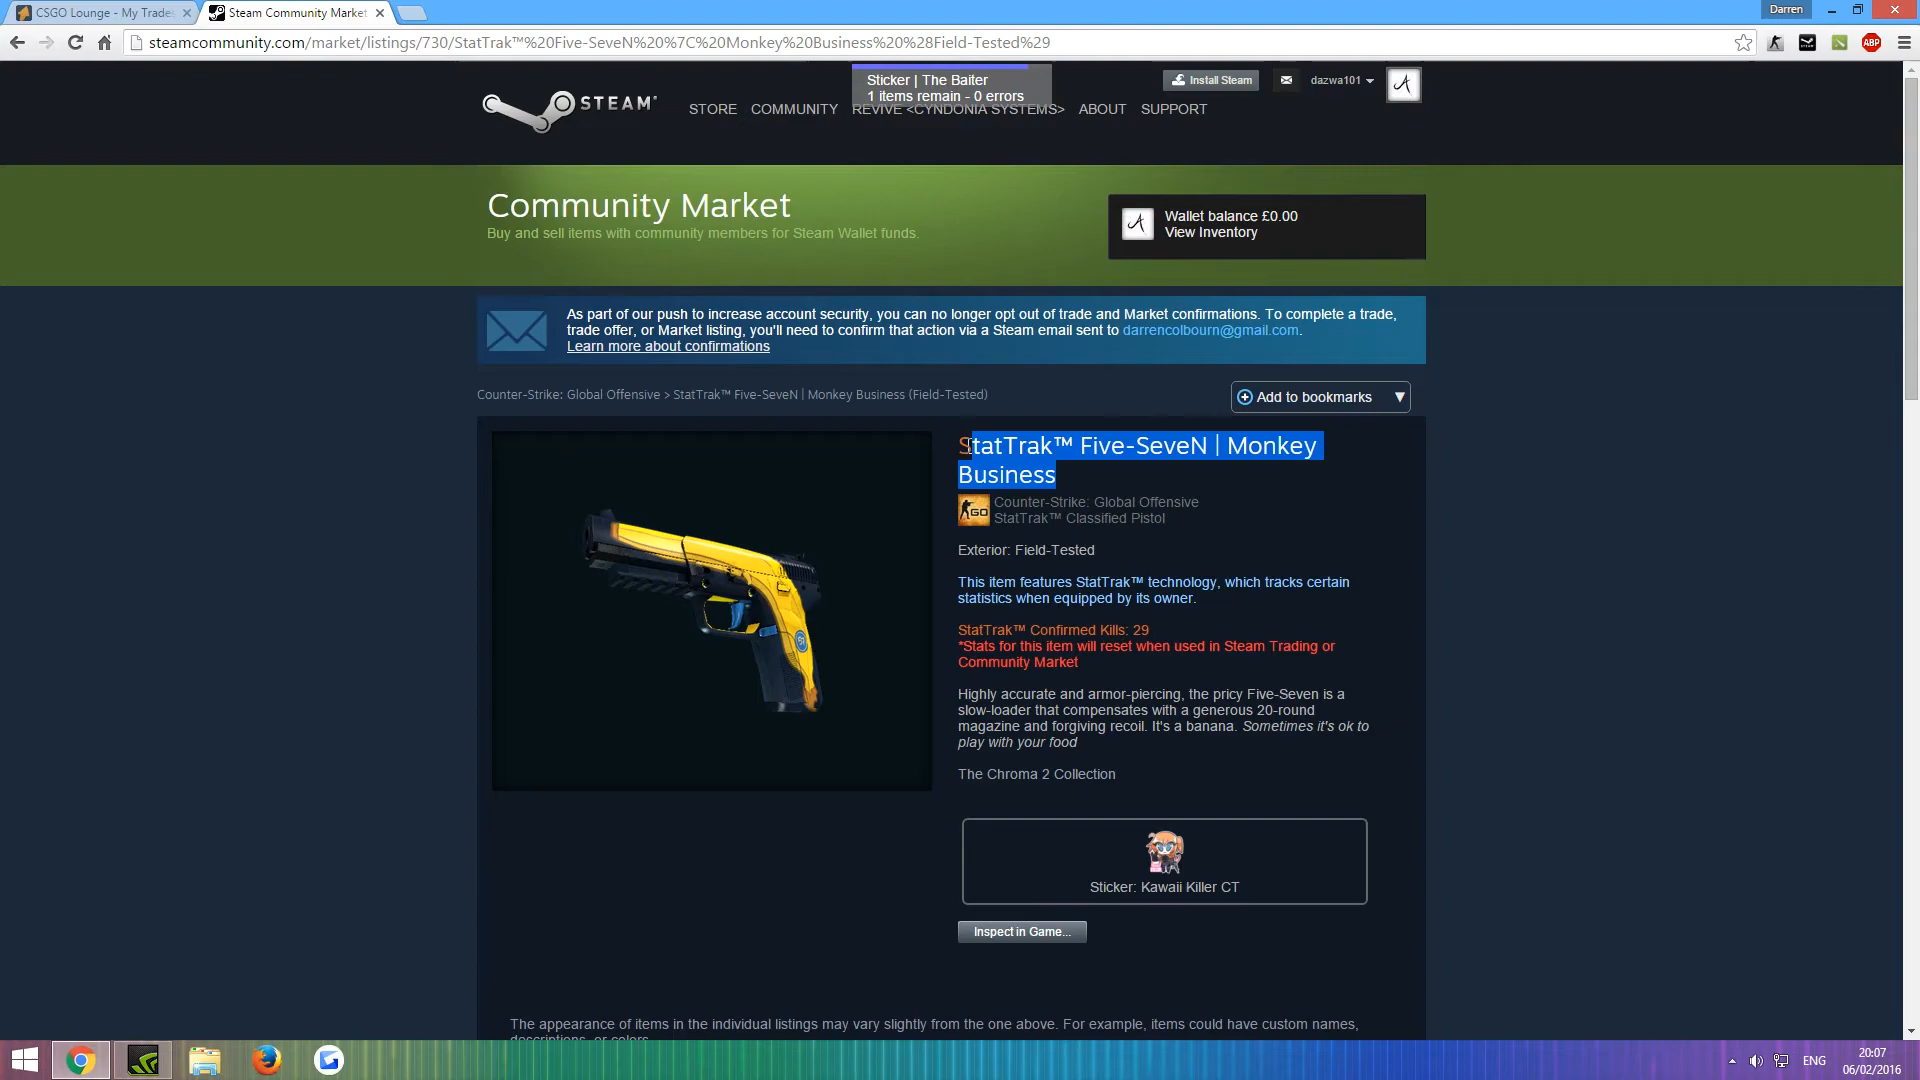 CSGO Lounge - My Trades
Steam Community Market
Darren
steamcommunity.com/market/listings/730/StatTrak™%20Five-SeveN%20%7C%20Monkey%20Business%20%28Field-Tested%29
ABP
Sticker | The Baiter
1 items remain - 0 errors
Install Steam
dazwa101
STEAM
STORE COMMUNITY REVIVE <CYNDONIA SYSTEMS> ABOUT SUPPORT
Community Market
Buy and sell items with community members for Steam Wallet funds.
Wallet balance £0.00
View Inventory
As part of our push to increase account security, you can no longer opt out of trade and Market confirmations. To complete a trade,
trade offer, or Market listing, you'll need to confirm that action via a Steam email sent to darrencolbourn@gmail.com.
Learn more about confirmations
Counter-Strike: Global Offensive > StatTrak™ Five-SeveN | Monkey Business (Field-Tested)
Add to bookmarks
StatTrak™ Five-SeveN | Monkey
Business
GO
Counter-Strike: Global Offensive
StatTrak™ Classified Pistol
Exterior: Field-Tested
This item features StatTrak™ technology, which tracks certain
statistics when equipped by its owner.
StatTrak™ Confirmed Kills: 29
*Stats for this item will reset when used in Steam Trading or
Community Market
Highly accurate and armor-piercing, the pricy Five-Seven is a
slow-loader that compensates with a generous 20-round
magazine and forgiving recoil. It's a banana. Sometimes it's ok to
play with your food
The Chroma 2 Collection
Sticker: Kawaii Killer CT
Inspect in Game...
The appearance of items in the individual listings may vary slightly from the one above. For example, items could have custom names,
descriptions, or colors.
ENG
20:07
06/02/2016